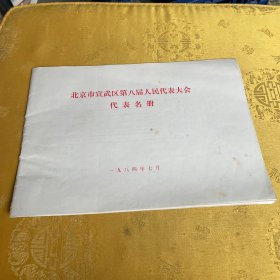 北京市宣武区第八届人民代表大会
代表名册
一九八四年七月